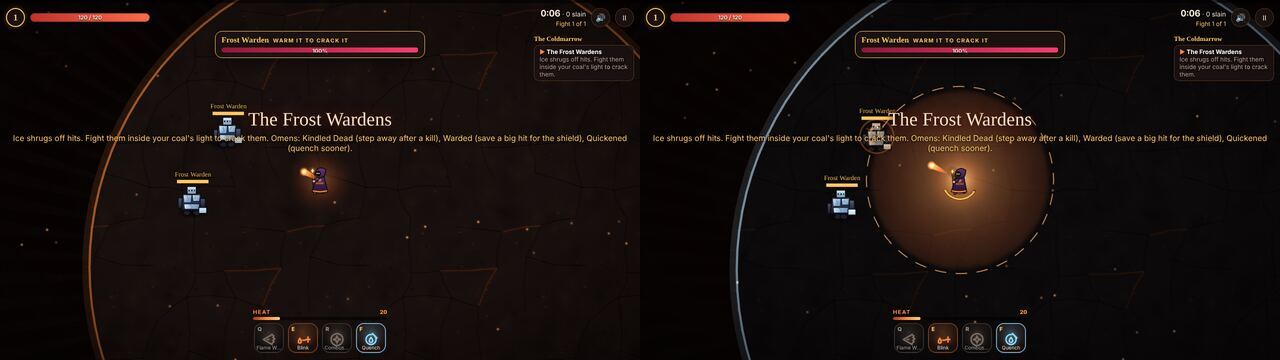 1
120 / 120
0:06 · 0 slain
Fight 1 of 1
Frost Warden WARM IT TO CRACK IT
100%
The Coldmarrow
▶ The Frost Wardens
Ice shrugs off hits. Fight them
inside your coal's light to crack
them.
Frost Warden
The Frost Wardens
Ice shrugs off hits. Fight them inside your coal's light to crack them. Omens: Kindled Dead (step away after a kill), Warded (save a big hit for the shield), Quickened
(quench sooner).
Frost Warden
HEAT 20
Q E R F
Flame W... Blink Combus... Quench
1
120 / 120
0:06 · 0 slain
Fight 1 of 1
Frost Warden WARM IT TO CRACK IT
100%
The Coldmarrow
▶ The Frost Wardens
Ice shrugs off hits. Fight them
inside your coal's light to crack
them.
Frost Warden
The Frost Wardens
Ice shrugs off hits. Fight them inside your coal's light to crack them. Omens: Kindled Dead (step away after a kill), Warded (save a big hit for the shield), Quickened
(quench sooner).
Frost Warden
HEAT 20
Q E R F
Flame W... Blink Combus... Quench